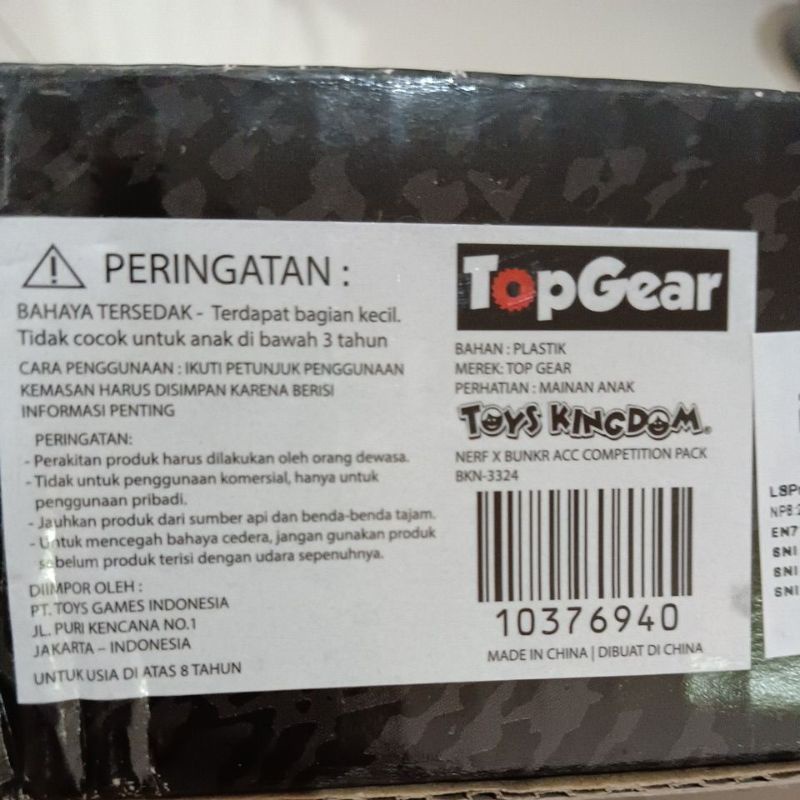 PERINGATAN :
BAHAYA TERSEDAK - Terdapat bagian kecil.
Tidak cocok untuk anak di bawah 3 tahun
CARA PENGGUNAAN : IKUTI PETUNJUK PENGGUNAAN
KEMASAN HARUS DISIMPAN KARENA BERISI
INFORMASI PENTING
PERINGATAN:
- Perakitan produk harus dilakukan oleh orang dewasa.
- Tidak untuk penggunaan komersial, hanya untuk
penggunaan pribadi.
- Jauhkan produk dari sumber api dan benda-benda tajam.
- Untuk mencegah bahaya cedera, jangan gunakan produk
sebelum produk terisi dengan udara sepenuhnya.
DIIMPOR OLEH :
PT. TOYS GAMES INDONESIA
JL. PURI KENCANA NO.1
JAKARTA – INDONESIA
UNTUK USIA DI ATAS 8 TAHUN
TopGear
BAHAN : PLASTIK
MEREK: TOP GEAR
PERHATIAN : MAINAN ANAK
TOYS KINGDOM®
NERF X BUNKR ACC COMPETITION PACK
BKN-3324
10376940
MADE IN CHINA | DIBUAT DI CHINA
EN7
SNI
SNI
SNI